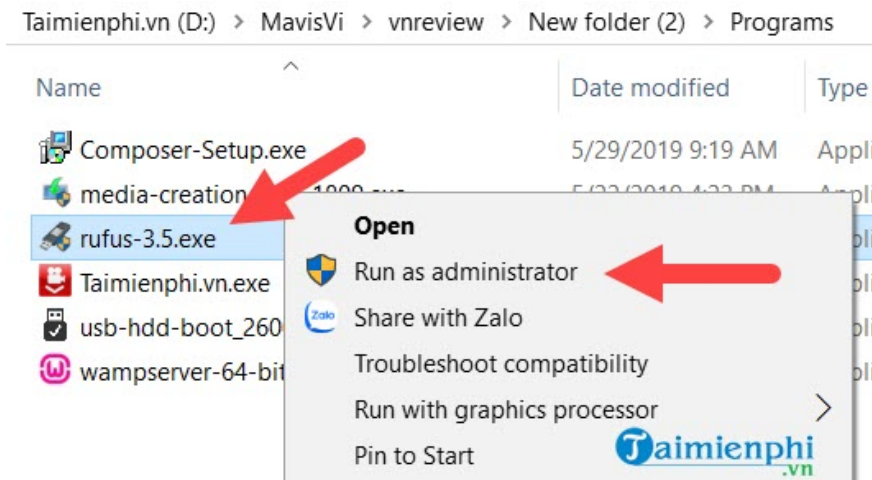 Taimienphi.vn (D:) > MavisVi > vnreview > New folder (2) > Programs
Name Date modified Type
Composer-Setup.exe 5/29/2019 9:19 AM Appli
media-creation
rufus-3.5.exe
Open
Taimienphi.vn.exe Run as administrator
usb-hdd-boot_260 Zalo Share with Zalo
wampserver-64-bit Troubleshoot compatibility
Run with graphics processor >
Pin to Start
Taimienphi
.vn